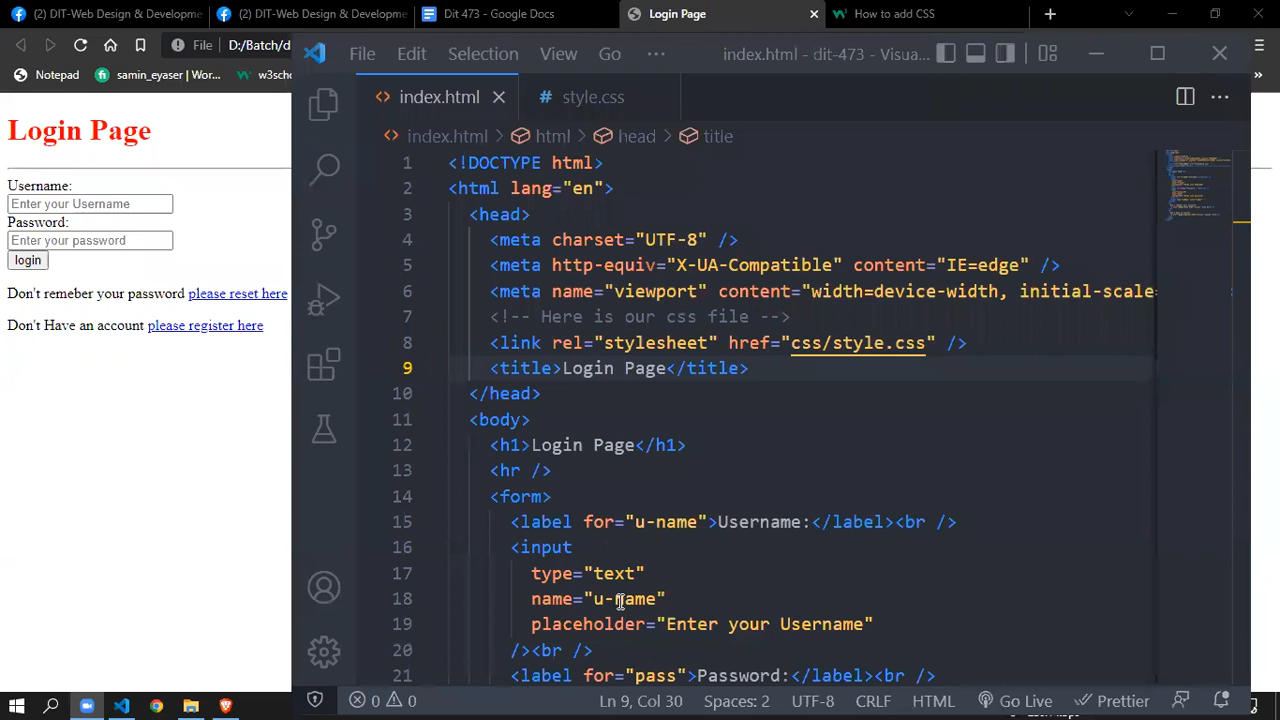 (2) DIT-Web Design & Developme
(2) DIT-Web Design & Developme
Dit 473 - Google Docs
Login Page
How to add CSS
File
D:/Batch/d
Notepad
samin_eyaser | Wor...
w3scho
File Edit Selection View Go ··· index.html - dit-473 - Visua...
index.html
# style.css
index.html html head title
1 <!DOCTYPE html>
2 <html lang="en">
3 <head>
4 <meta charset="UTF-8" />
5 <meta http-equiv="X-UA-Compatible" content="IE=edge" />
6 <meta name="viewport" content="width=device-width, initial-scale=
7 <!-- Here is our css file -->
8 <link rel="stylesheet" href="css/style.css" />
9 <title>Login Page</title>
10 </head>
11 <body>
12 <h1>Login Page</h1>
13 <hr />
14 <form>
15 <label for="u-name">Username:</label><br />
16 <input
17 type="text"
18 name="u-name"
19 placeholder="Enter your Username"
20 /><br />
21 <label for="pass">Password:</label><br />
Login Page
Username:
Enter your Username
Password:
Enter your password
login
Don't remeber your password please reset here
Don't Have an account please register here
0 0 Ln 9, Col 30 Spaces: 2 UTF-8 CRLF HTML Go Live Prettier